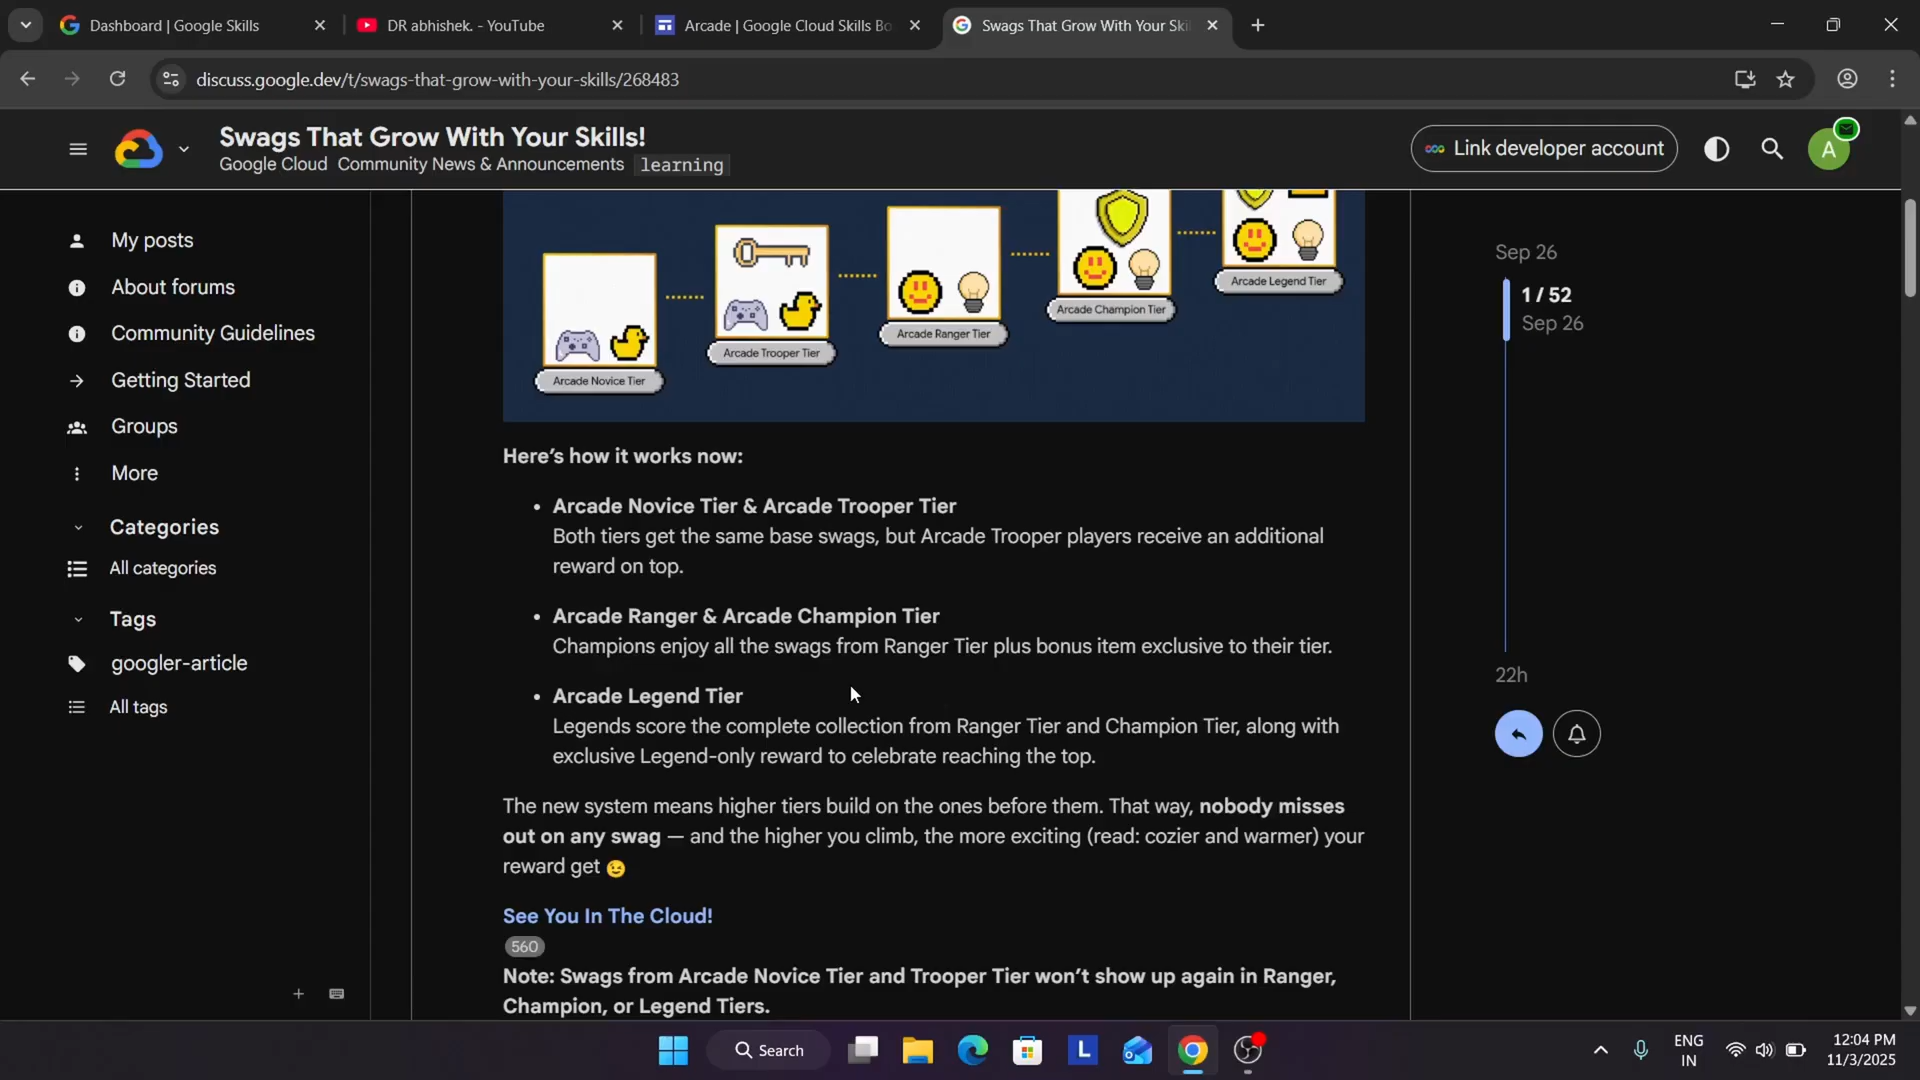 Dashboard | Google Skills
DR abhishek. - YouTube
Arcade | Google Cloud Skills Bo
Swags That Grow With Your Skil
discuss.google.dev/t/swags-that-grow-with-your-skills/268483
Swags That Grow With Your Skills!
Google Cloud Community News & Announcements learning
Link developer account
A
My posts
About forums
Community Guidelines
Getting Started
Groups
More
Categories
All categories
Tags
googler-article
All tags
Arcade Novice Tier
Arcade Trooper Tier
Arcade Ranger Tier
Arcade Champion Tier
Arcade Legend Tier
Here's how it works now:
• Arcade Novice Tier & Arcade Trooper Tier
Both tiers get the same base swags, but Arcade Trooper players receive an additional
reward on top.
• Arcade Ranger & Arcade Champion Tier
Champions enjoy all the swags from Ranger Tier plus bonus item exclusive to their tier.
• Arcade Legend Tier
Legends score the complete collection from Ranger Tier and Champion Tier, along with
exclusive Legend-only reward to celebrate reaching the top.
The new system means higher tiers build on the ones before them. That way, nobody misses
out on any swag — and the higher you climb, the more exciting (read: cozier and warmer) your
reward get 😉
See You In The Cloud!
560
Note: Swags from Arcade Novice Tier and Trooper Tier won't show up again in Ranger,
Champion, or Legend Tiers.
Sep 26
1 / 52
Sep 26
22h
Search
L
ENG
IN
12:04 PM
11/3/2025